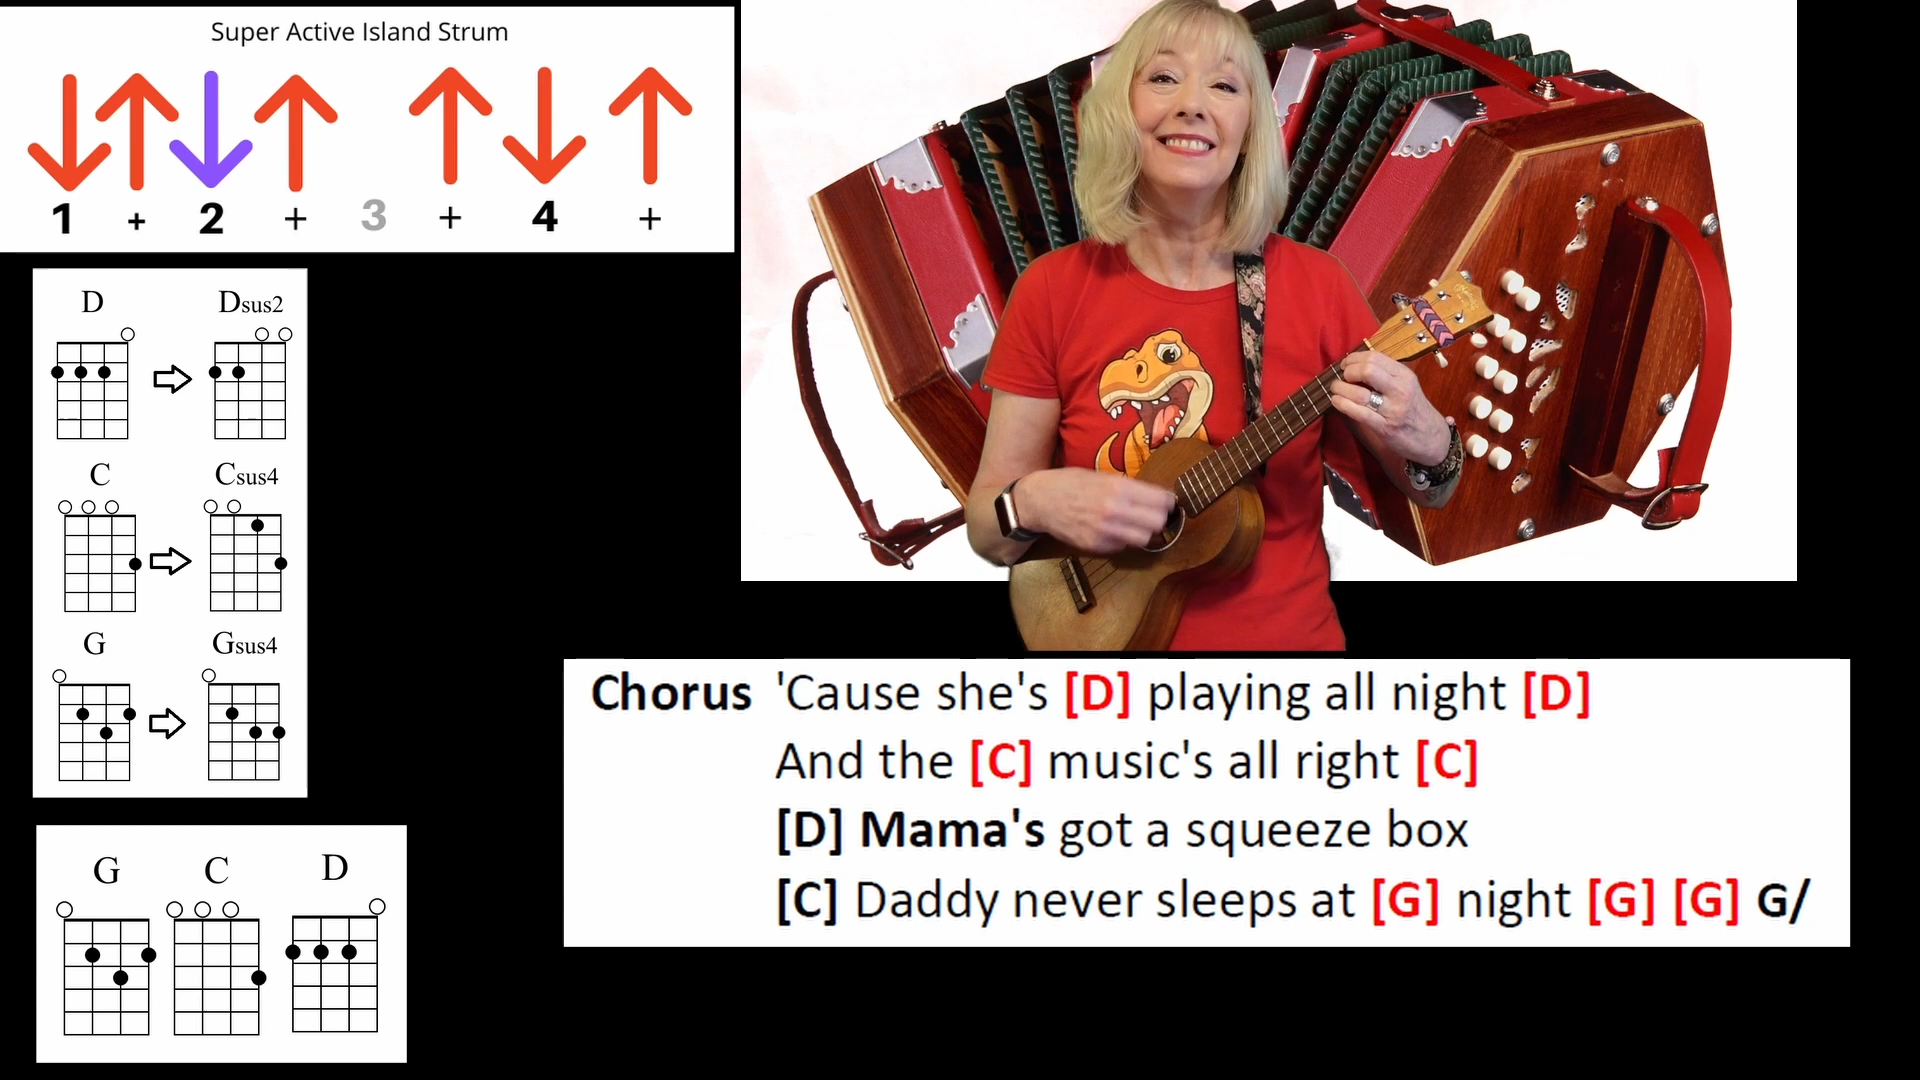 Super Active Island Strum
1 + 2 + 3 + 4 +
D Dsus2
C Csus4
G Gsus4
G C D
Chorus 'Cause she's [D] playing all night [D]
And the [C] music's all right [C]
[D] Mama's got a squeeze box
[C] Daddy never sleeps at [G] night [G] [G] G/